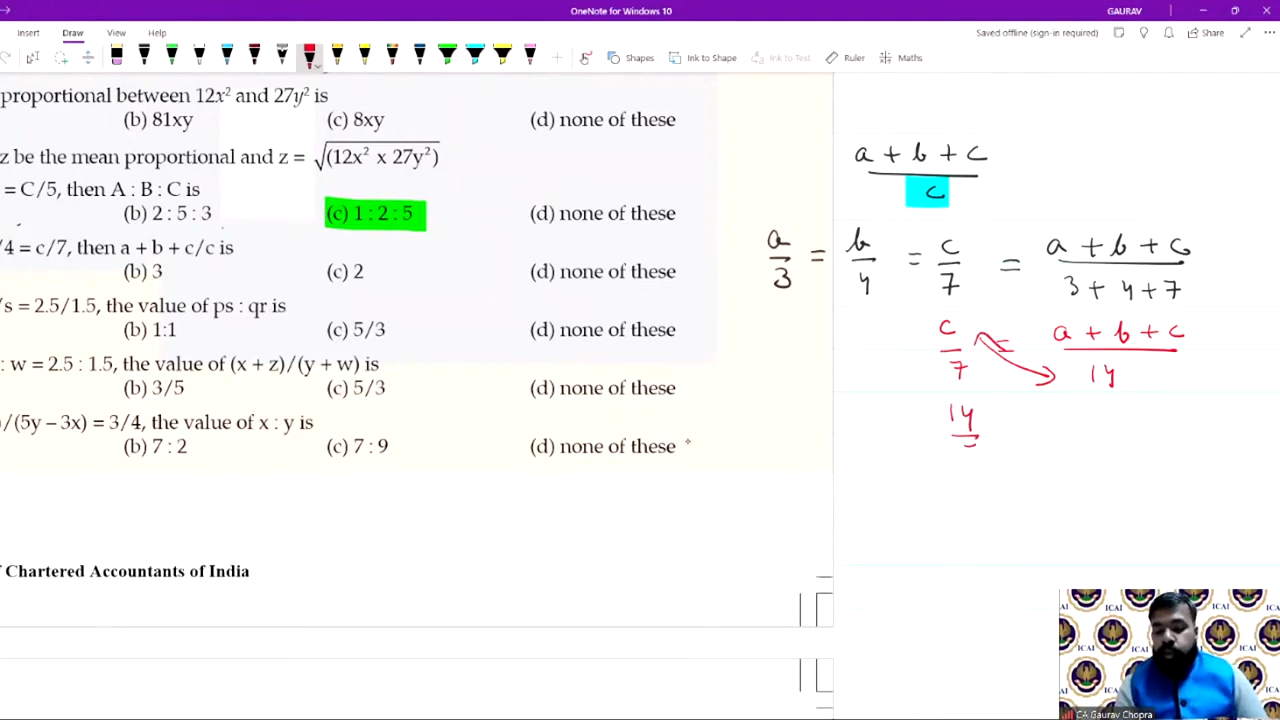 OneNote for Windows 10
GAURAV
Insert Draw View Help
Saved offline (sign-in required) Share
Shapes Ink to Shape Ink to Text Ruler Maths
proportional between 12x² and 27y² is
(b) 81xy (c) 8xy (d) none of these
z be the mean proportional and z = √(12x² x 27y²)
= C/5, then A : B : C is
(b) 2 : 5 : 3 (c) 1 : 2 : 5 (d) none of these
/4 = c/7, then a + b + c/c is
(b) 3 (c) 2 (d) none of these
/s = 2.5/1.5, the value of ps : qr is
(b) 1:1 (c) 5/3 (d) none of these
: w = 2.5 : 1.5, the value of (x + z)/(y + w) is
(b) 3/5 (c) 5/3 (d) none of these
/(5y – 3x) = 3/4, the value of x : y is
(b) 7 : 2 (c) 7 : 9 (d) none of these
Chartered Accountants of India
a + b + c
c
a b c a + b + c
= = =
3 4 7 3 + 4 + 7
c a + b + c
=
7 14
14
ICAI
ICAI
ICAI
ICAI
CA Gaurav Chopra